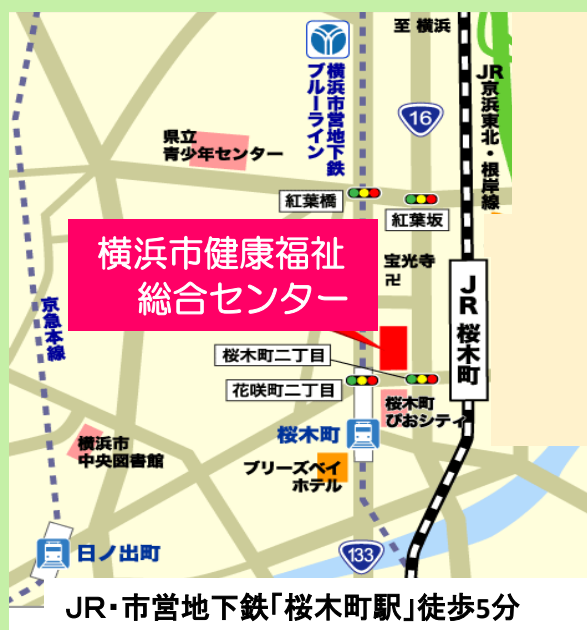 至 横浜
横浜市営地下鉄
ブルーライン
16
JR
京浜東北・根岸線
県立
青少年センター
紅葉橋
紅葉坂
横浜市健康福祉
総合センター
宝光寺
卍
JR 桜木町
京急本線
桜木町二丁目
花咲町二丁目
桜木町
ぴおシティ
桜木町
横浜市
中央図書館
ブリーズベイ
ホテル
日ノ出町
133
JR・市営地下鉄「桜木町駅」徒歩5分